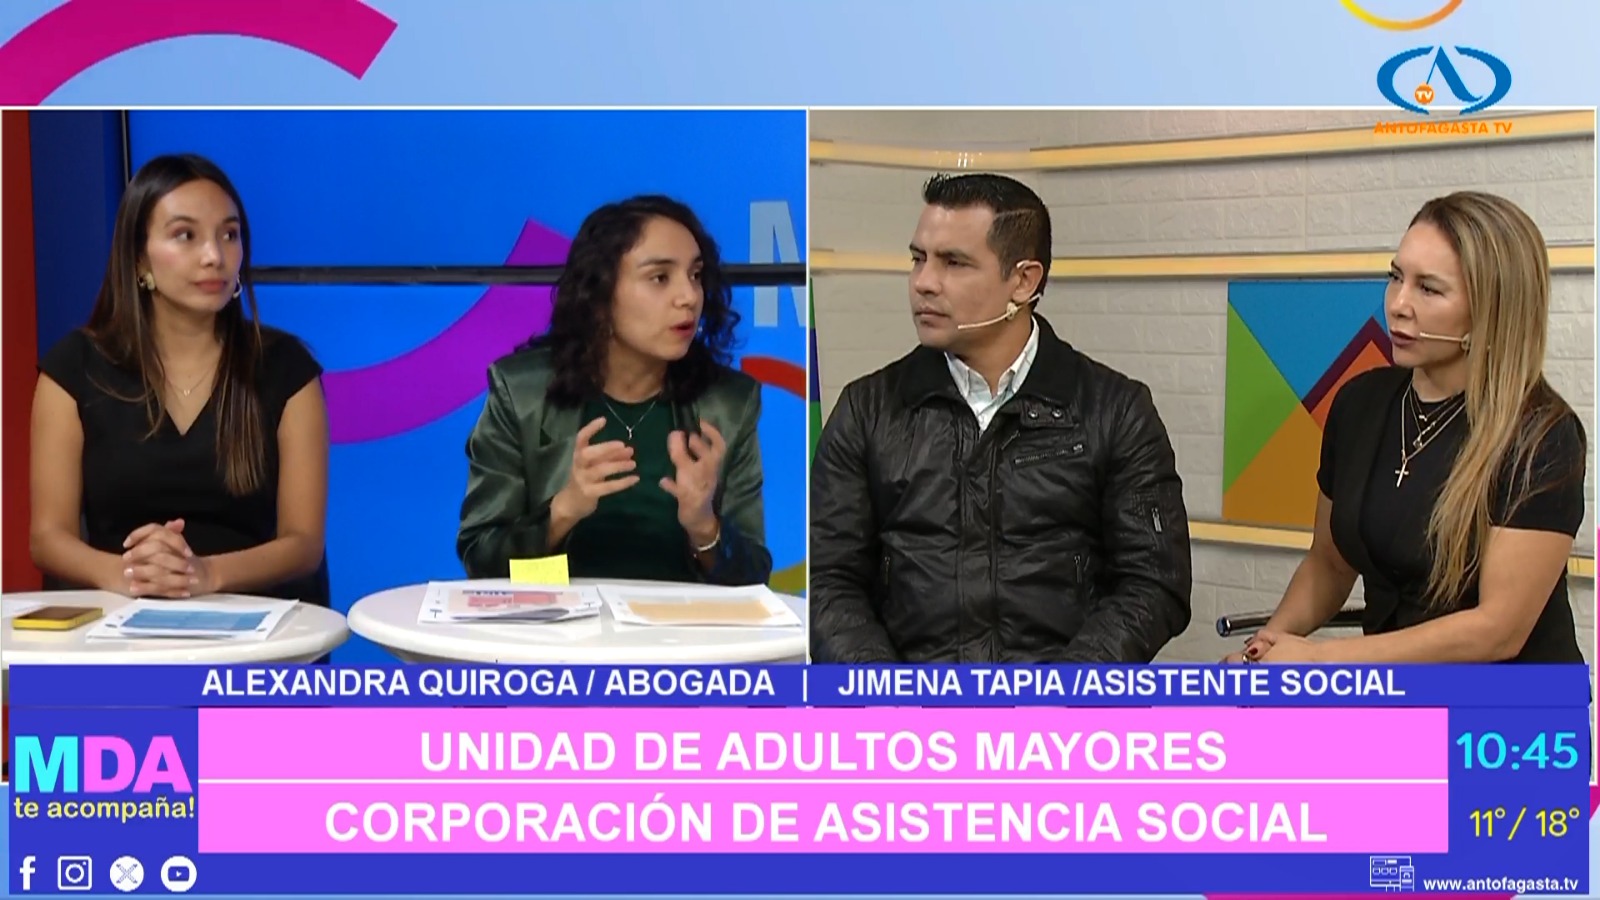 TV
ANTOFAGASTA TV
M
ALEXANDRA QUIROGA / ABOGADA | JIMENA TAPIA /ASISTENTE SOCIAL
MDA
te acompaña!
UNIDAD DE ADULTOS MAYORES
CORPORACIÓN DE ASISTENCIA SOCIAL
10:45
11°/ 18°
www.antofagasta.tv